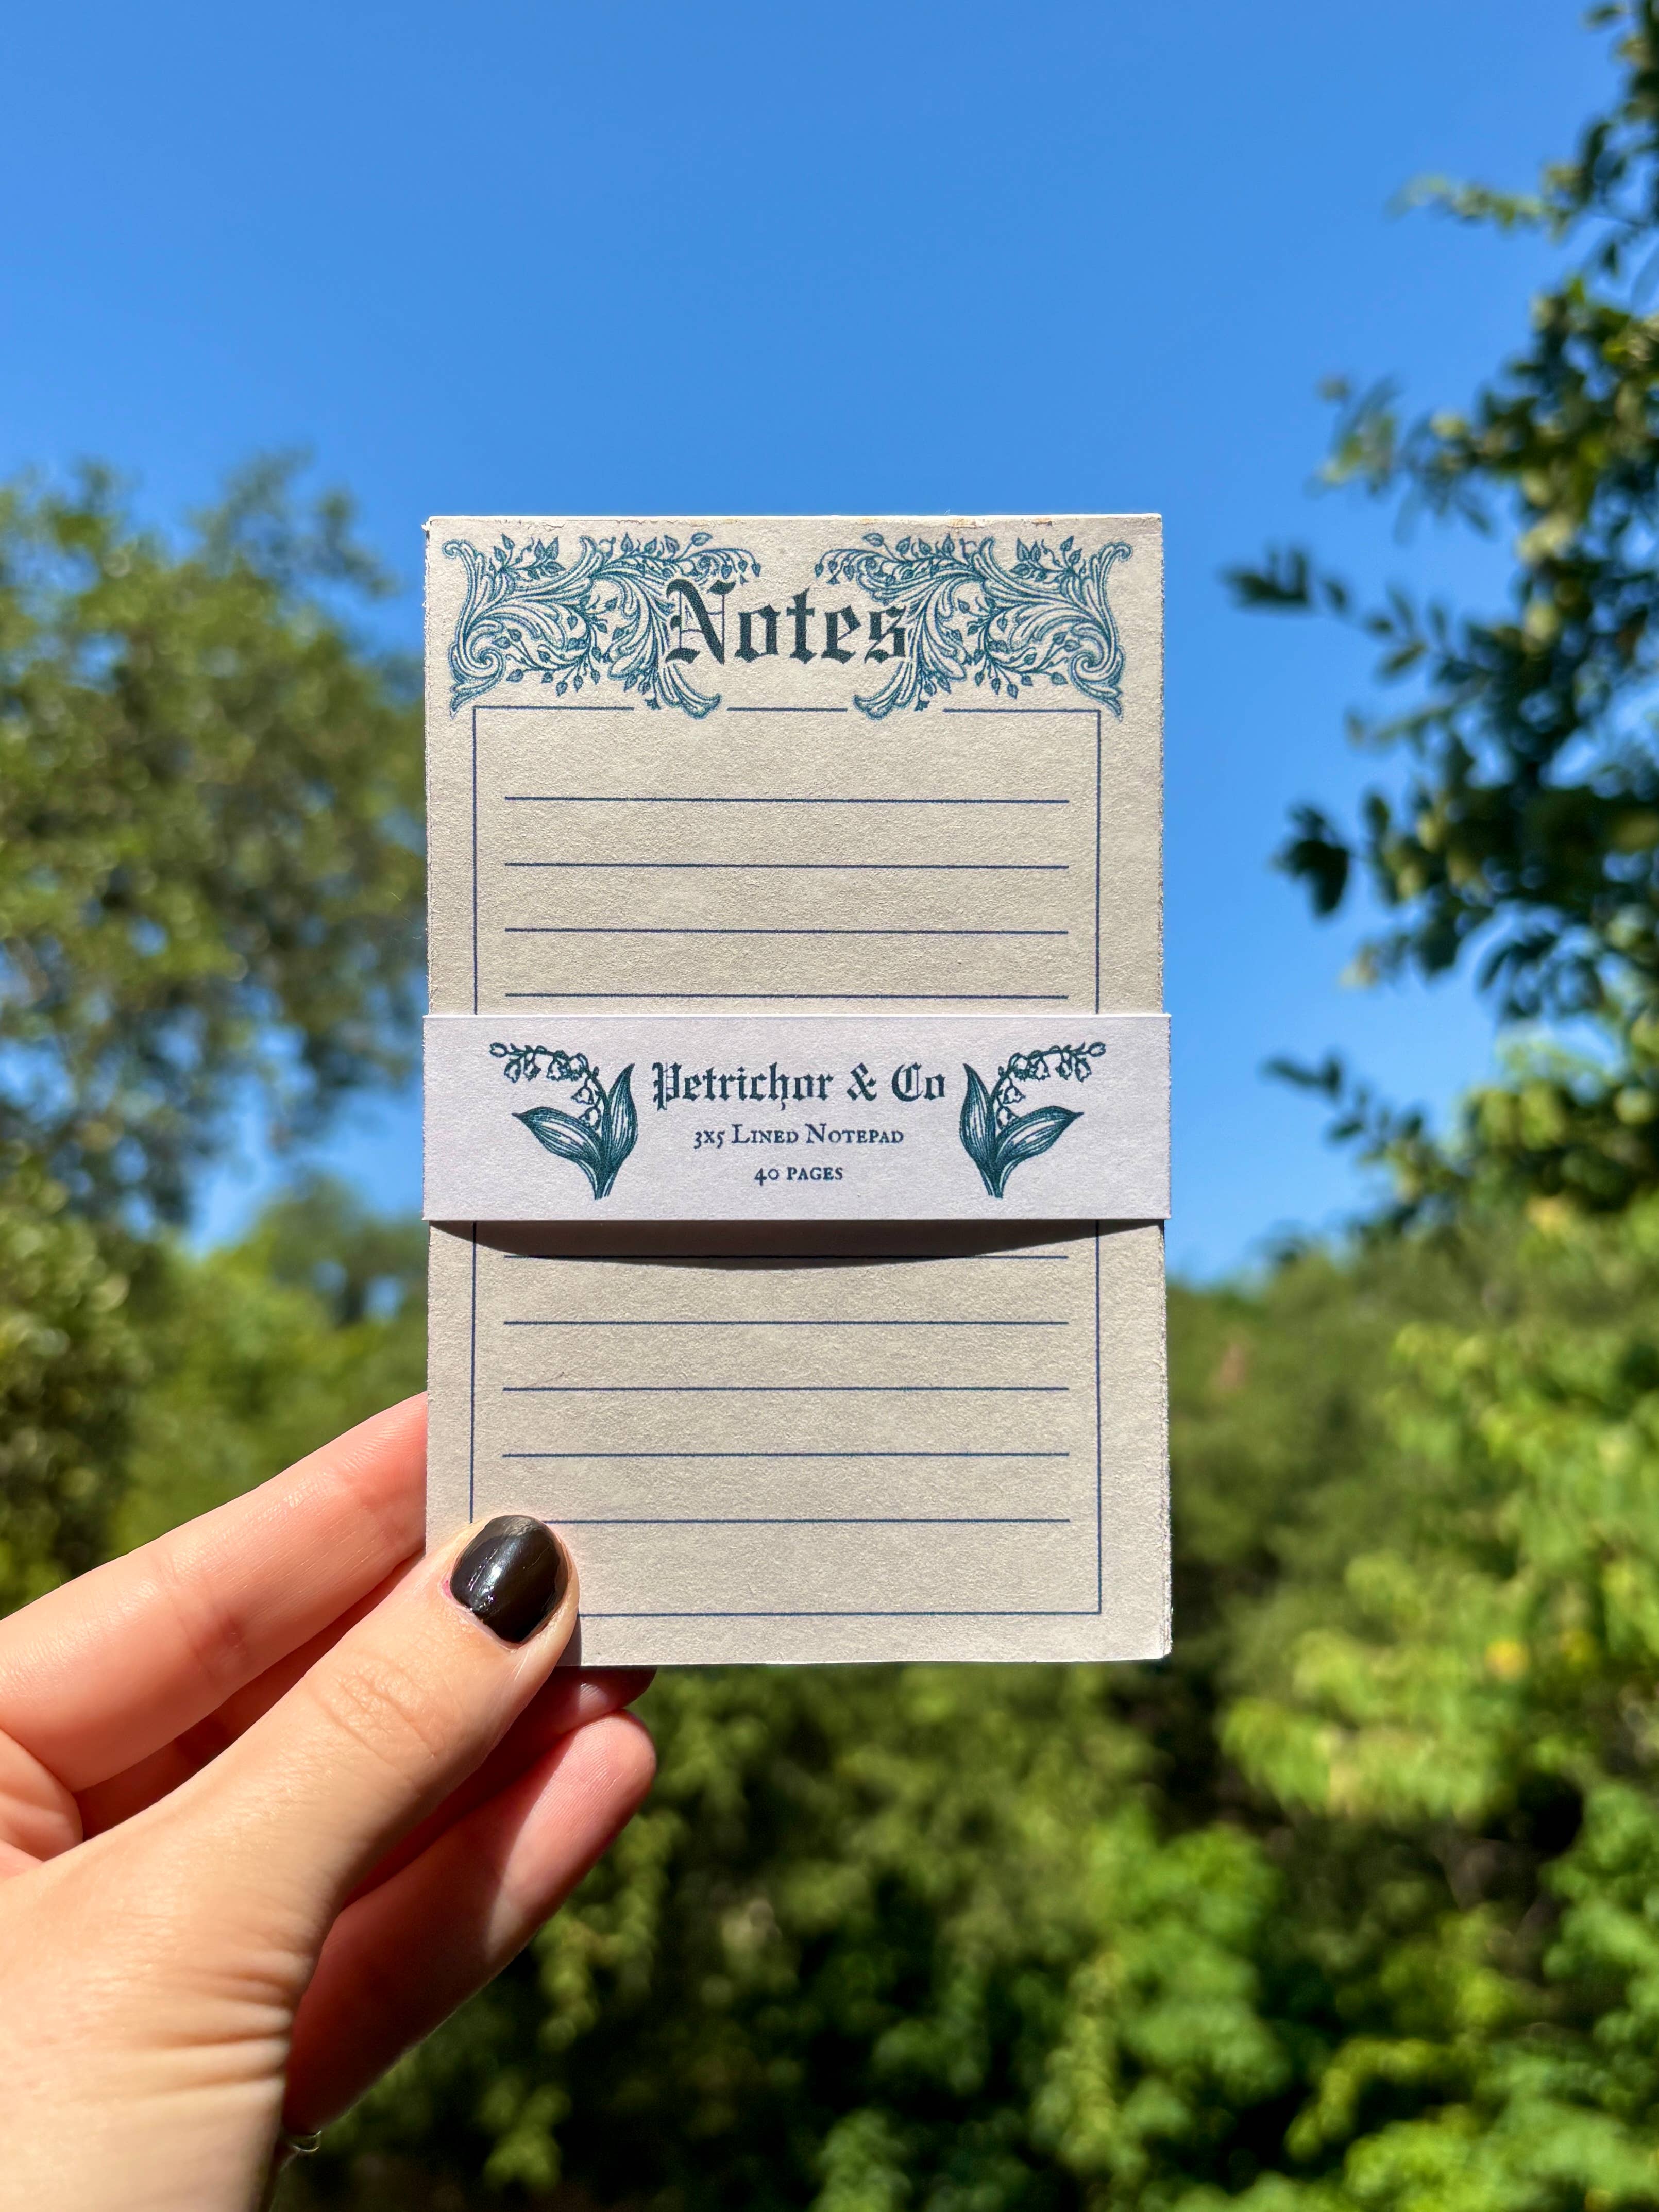 Notes
Petrichor & Co
3x5 Lined Notepad
40 pages